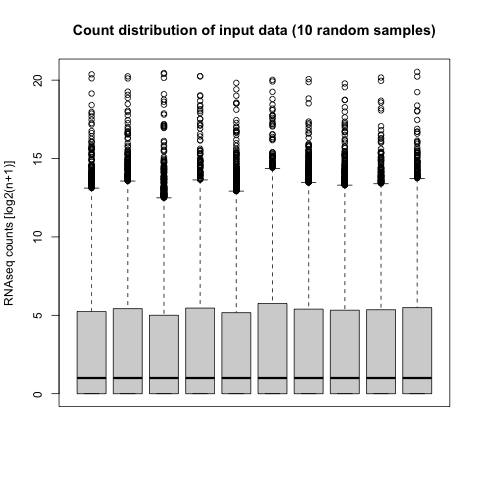 Count distribution of input data (10 random samples)
RNAseq counts [log2(n+1)]
20
15
10
5
0